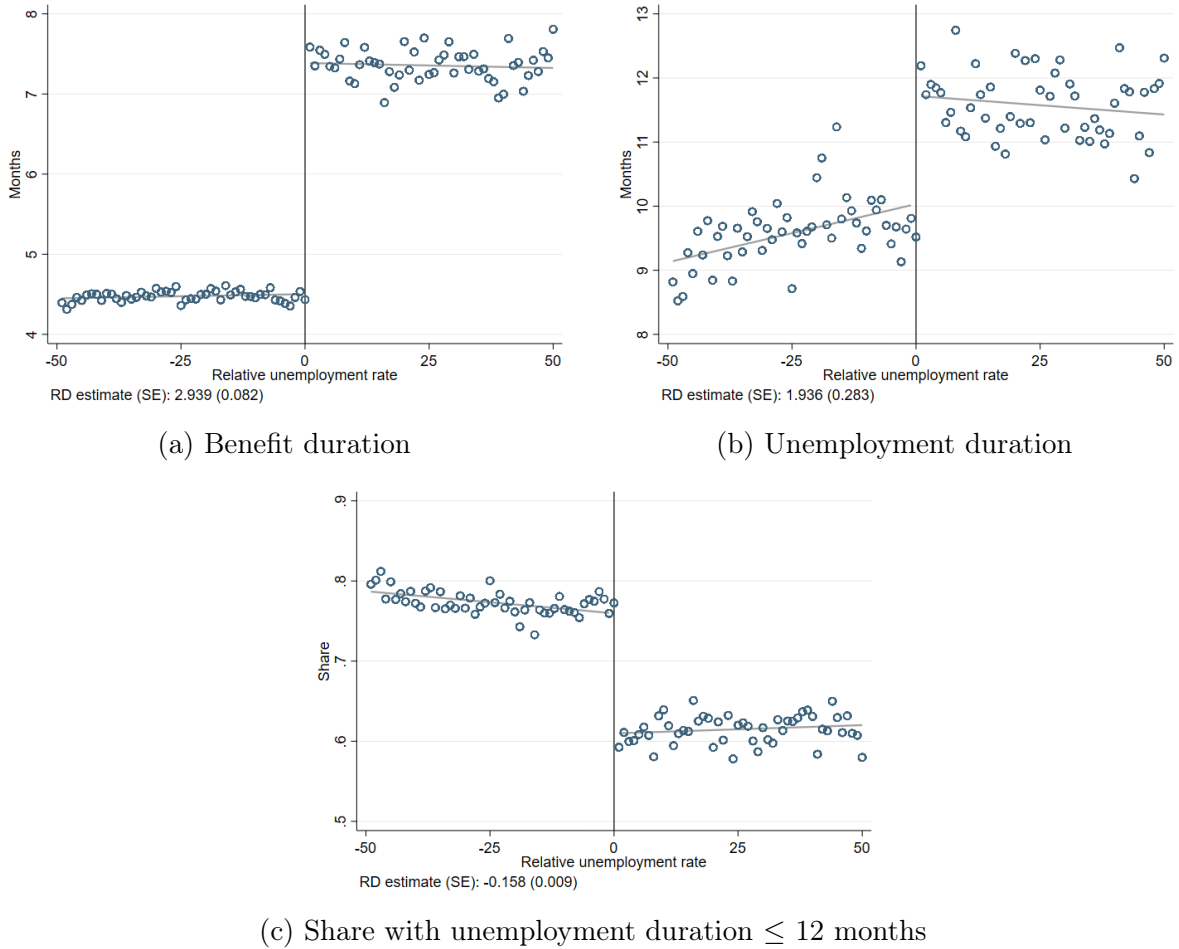 8
7
6
5
4
Months
-50 -25 0 25 50
Relative unemployment rate
RD estimate (SE): 2.939 (0.082)
(a) Benefit duration
13
12
11
10
9
8
Months
-50 -25 0 25 50
Relative unemployment rate
RD estimate (SE): 1.936 (0.283)
(b) Unemployment duration
.9
.8
.7
.6
.5
Share
-50 -25 0 25 50
Relative unemployment rate
RD estimate (SE): -0.158 (0.009)
(c) Share with unemployment duration ≤ 12 months